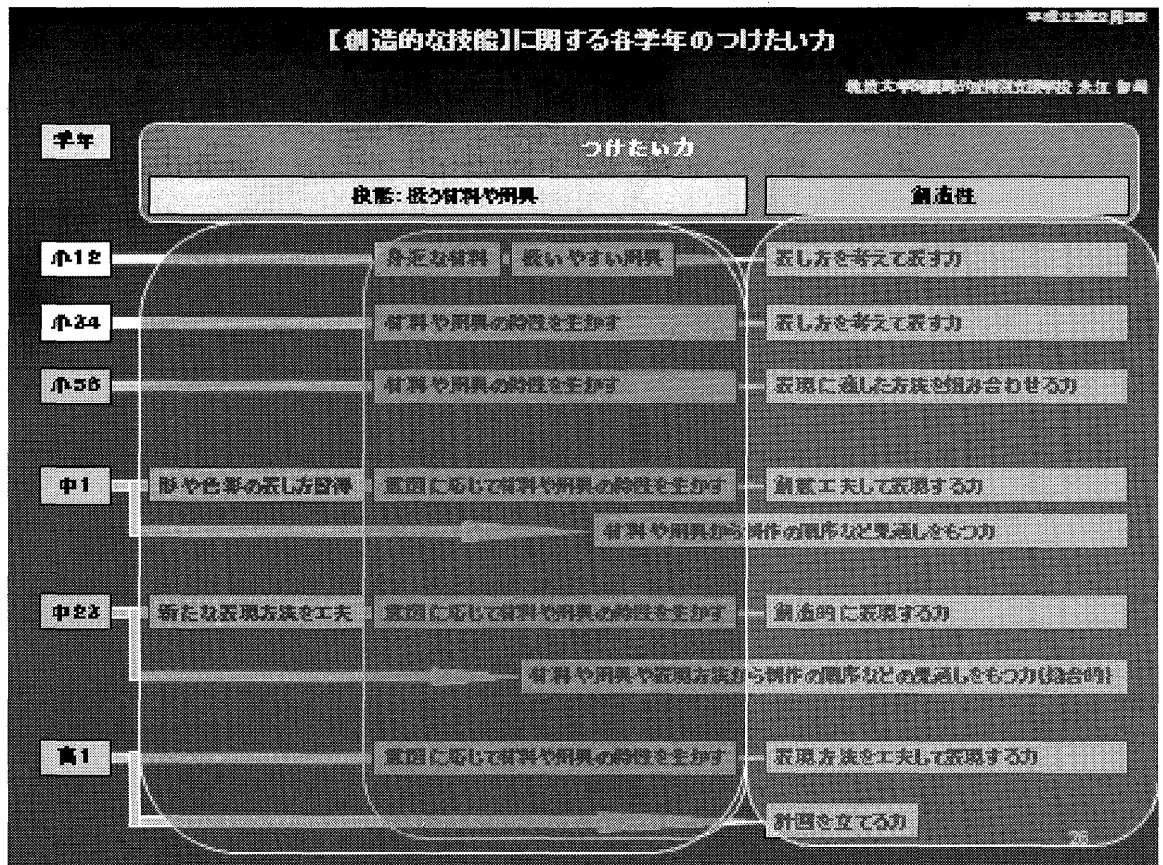 【創造的な技能】に関する各学年のつけたい力
学年
つけたい力
技能：扱う材料や用具
創造性
小12
身近な材料 ・ 扱いやすい用具
表し方を考えて表す力
小34
材料や用具の特性を生かす
表し方を考えて表す力
小56
材料や用具の特性を生かす
表現に適した方法を組み合わせる力
中1
形や色彩の表し方習得
意図に応じて材料や用具の特性を生かす
創意工夫して表現する力
材料や用具から制作の順序など見通しをもつ力
中23
新たな表現方法を工夫
意図に応じて材料や用具の特性を生かす
創造的に表現する力
材料や用具や表現方法から制作の順序などの見通しをもつ力(総合的)
高1
意図に応じて材料や用具の特性を生かす
表現方法を工夫して表現する力
計画を立てる力
26